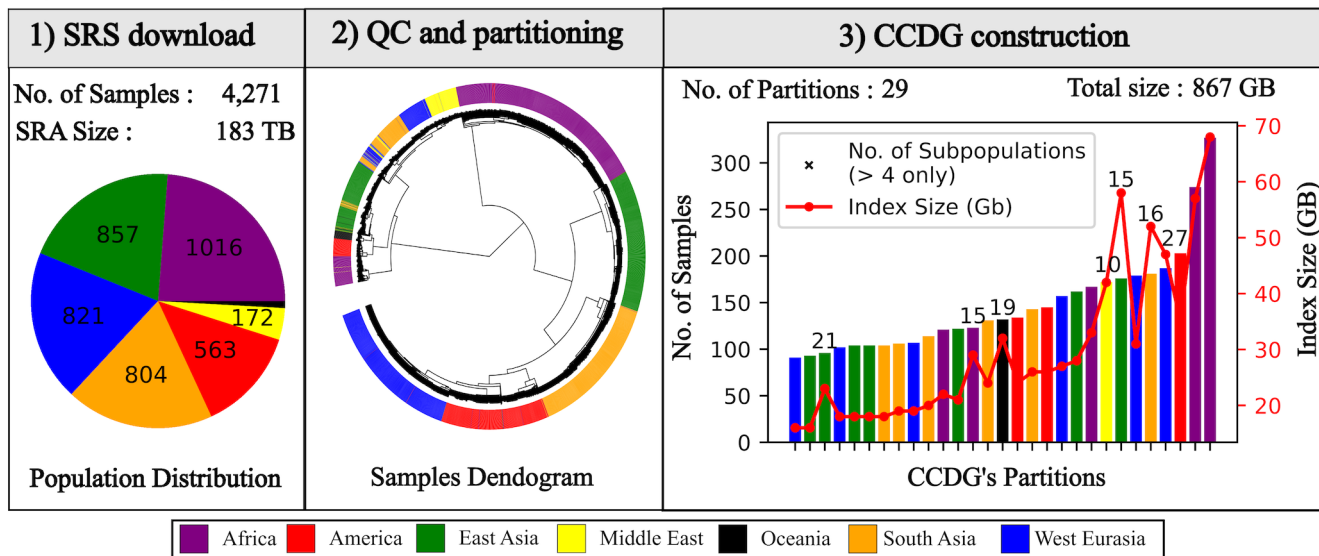 1) SRS download
No. of Samples : 4,271
SRA Size : 183 TB
857
1016
821
172
563
804
Population Distribution
2) QC and partitioning
Samples Dendogram
3) CCDG construction
No. of Partitions : 29
Total size : 867 GB
No. of Subpopulations
(> 4 only)
Index Size (Gb)
No. of Samples
300
250
200
150
100
50
0
21
15
19
10
15
16
27
70
60
50
40
30
20
Index Size (GB)
CCDG's Partitions
Africa
America
East Asia
Middle East
Oceania
South Asia
West Eurasia